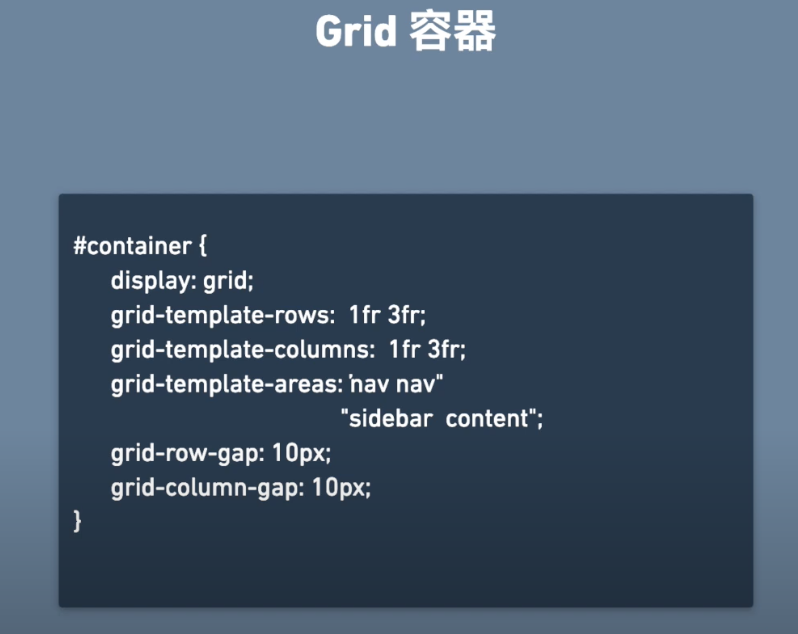 Grid 容器
#container {
display: grid;
grid-template-rows: 1fr 3fr;
grid-template-columns: 1fr 3fr;
grid-template-areas: 'nav nav"
"sidebar content";
grid-row-gap: 10px;
grid-column-gap: 10px;
}